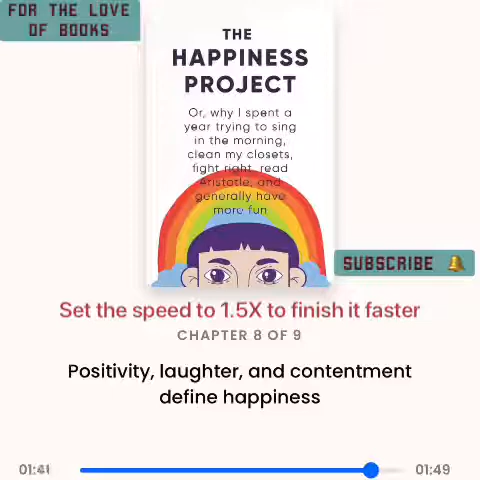 FOR THE LOVE
OF BOOKS
THE
HAPPINESS
PROJECT
Or, why I spent a
year trying to sing
in the morning,
clean my closets,
fight right, read
Aristotle, and
generally have
more fun
SUBSCRIBE
Set the speed to 1.5X to finish it faster
CHAPTER 8 OF 9
Positivity, laughter, and contentment
define happiness
01:49